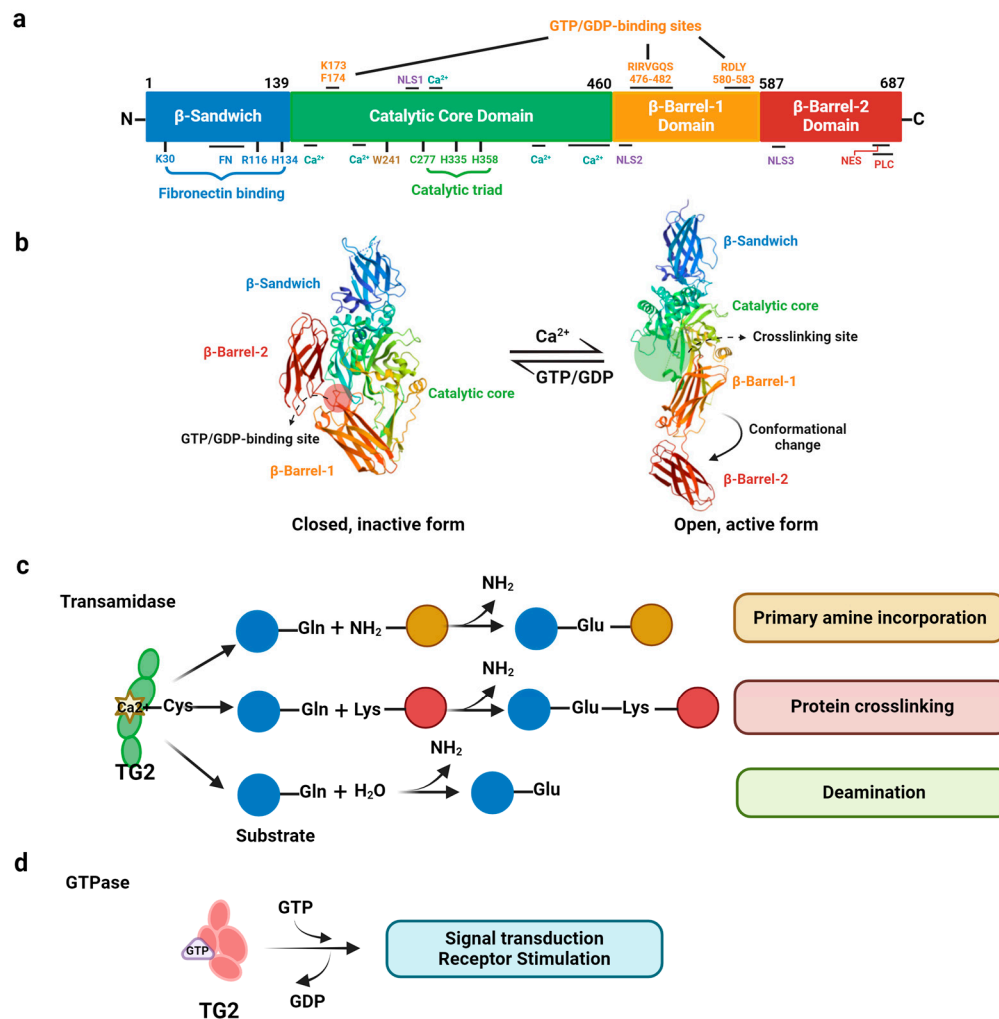 a
GTP/GDP-binding sites
K173
F174
RIRVGQS
476-482
RDLY
580-583
NLS1
Ca²⁺
1
139
460
587
687
N
β-Sandwich
Catalytic Core Domain
β-Barrel-1
Domain
β-Barrel-2
Domain
C
K30
FN
R116
H134
Ca²⁺
Ca²⁺
W241
C277
H335
H358
Ca²⁺
Ca²⁺
NLS2
NLS3
NES
PLC
Fibronectin binding
Catalytic triad
b
β-Sandwich
β-Barrel-2
Catalytic core
GTP/GDP-binding site
β-Barrel-1
Closed, inactive form
Ca²⁺
GTP/GDP
β-Sandwich
Catalytic core
Crosslinking site
β-Barrel-1
Conformational
change
β-Barrel-2
Open, active form
c
Transamidase
Ca2+
Cys
TG2
Gln + NH₂
NH₂
Glu
Primary amine incorporation
Gln + Lys
NH₂
Glu
Lys
Protein crosslinking
Gln + H₂O
NH₂
Glu
Deamination
Substrate
d
GTPase
GTP
TG2
GTP
GDP
Signal transduction
Receptor Stimulation